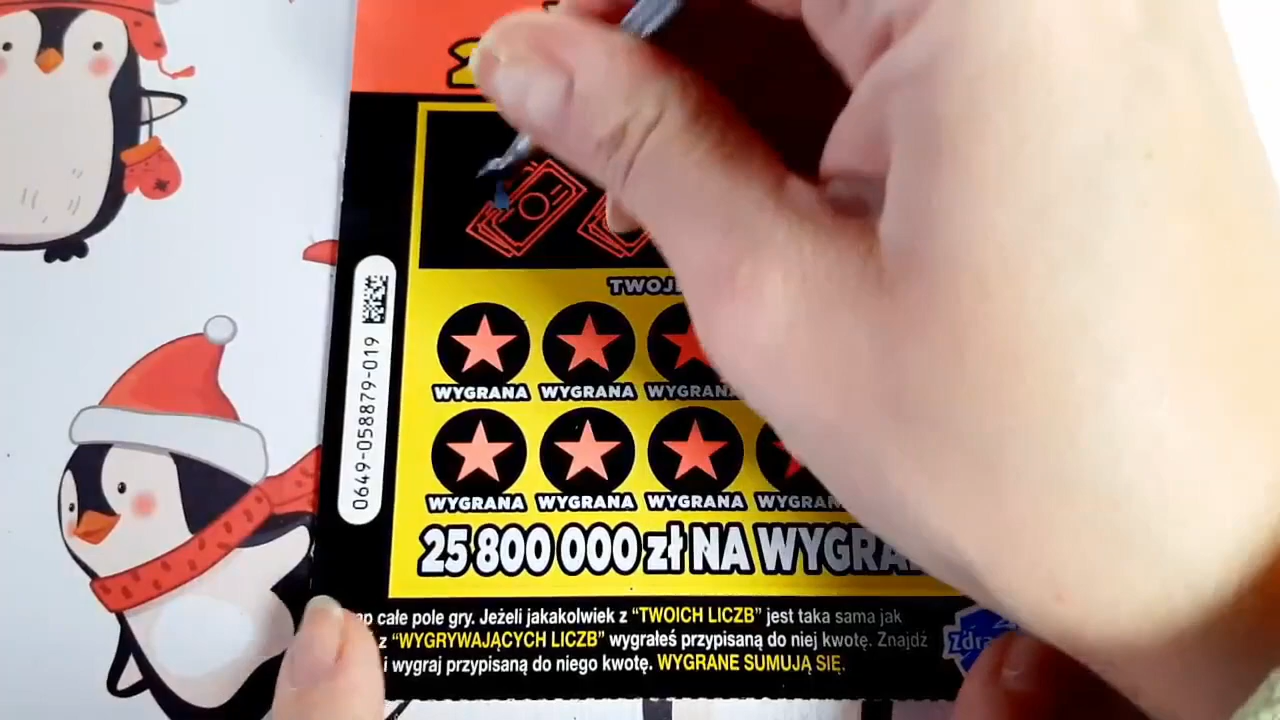 TWOJE
0649-058879-019
WYGRANA WYGRANA WYGRANA
WYGRANA WYGRANA WYGRANA WYGRANA
25 800 000 zł NA
całe pole gry. Jeżeli jakakolwiek z “TWOICH LICZB” jest taka sama jak
z “WYGRYWAJĄCYCH LICZB” wygrałeś przypisaną do niej kwotę. Znajdź
i wygraj przypisaną do niego kwotę. WYGRANE SUMUJĄ SIĘ.